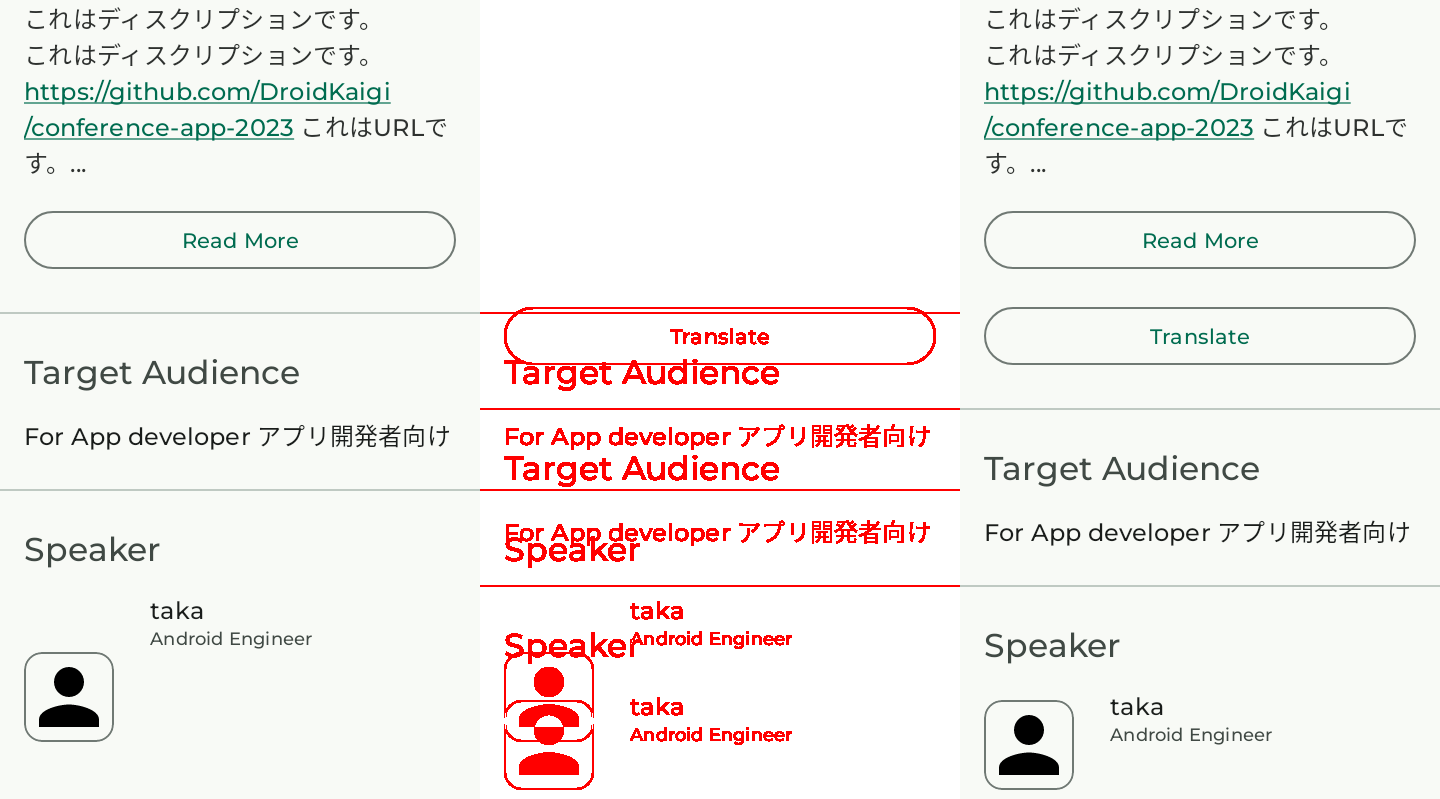 これはディスクリプションです。
これはディスクリプションです。
https://github.com/DroidKaigi
/conference-app-2023 これはURLで
す。...
Read More
Target Audience
For App developer アプリ開発者向け
Speaker
taka
Android Engineer
Translate
Target Audience
For App developer アプリ開発者向け
Target Audience
For App developer アプリ開発者向け
Speaker
taka
Android Engineer
Speaker
taka
Android Engineer
これはディスクリプションです。
これはディスクリプションです。
https://github.com/DroidKaigi
/conference-app-2023 これはURLで
す。...
Read More
Translate
Target Audience
For App developer アプリ開発者向け
Speaker
taka
Android Engineer